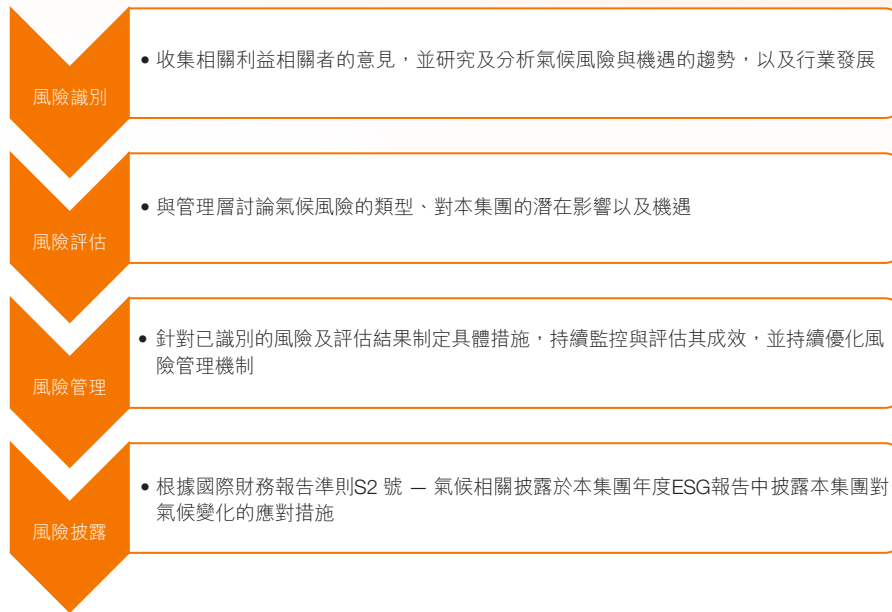 風險識別
• 收集相關利益相關者的意見，並研究及分析氣候風險與機遇的趨勢，以及行業發展
風險評估
• 與管理層討論氣候風險的類型、對本集團的潛在影響以及機遇
風險管理
• 針對已識別的風險及評估結果制定具體措施，持續監控與評估其成效，並持續優化風
險管理機制
風險披露
• 根據國際財務報告準則S2 號 — 氣候相關披露於本集團年度ESG報告中披露本集團對
氣候變化的應對措施